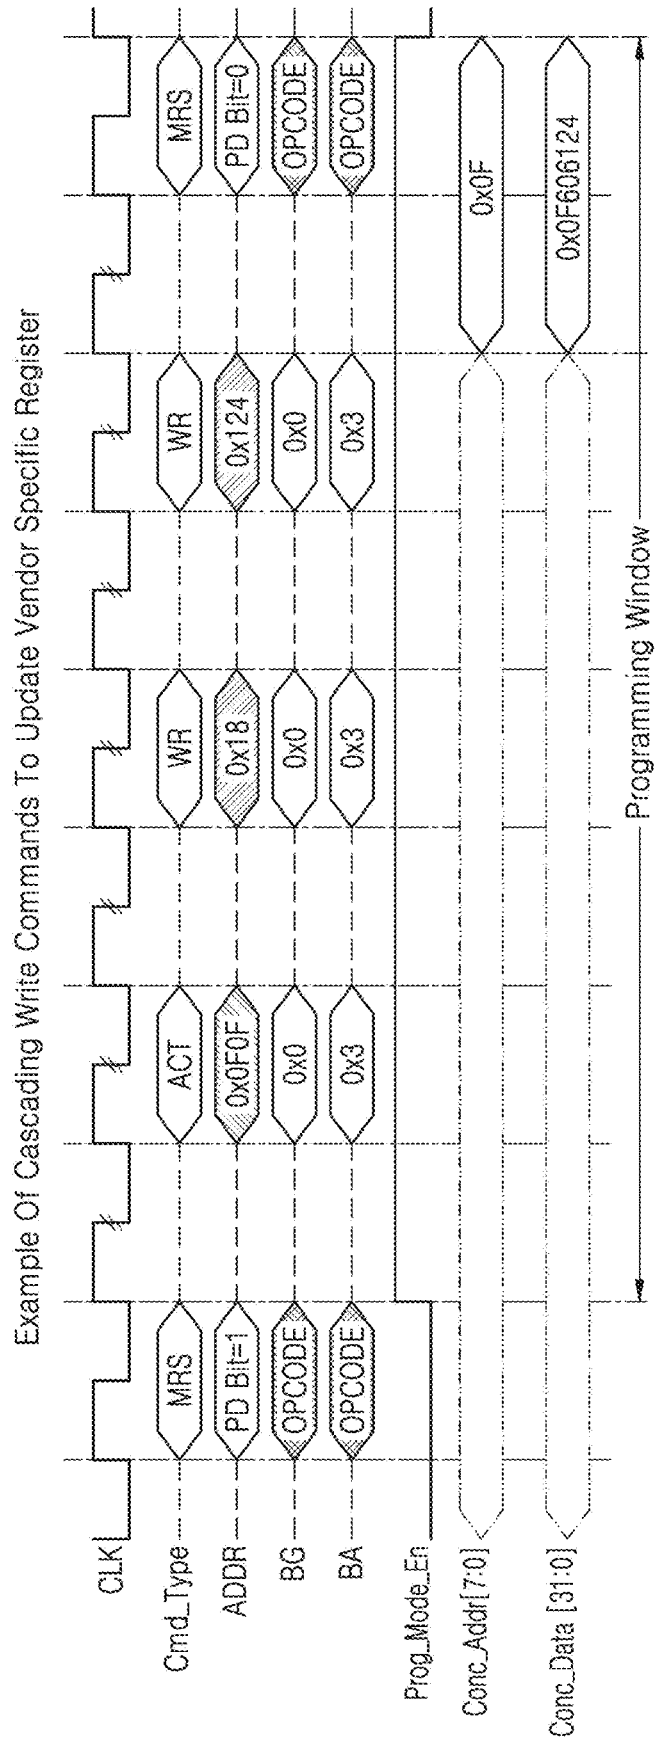 Example Of Cascading Write Commands To Update Vendor Specific Register
CLK
Cmd_Type MRS ACT WR WR MRS
ADDR PD Bit=1 0x0F0F 0x18 0x124 PD Bit=0
BG OPCODE 0x0 0x0 0x0 OPCODE
BA OPCODE 0x3 0x3 0x3 OPCODE
Prog_Mode_En
Conc_Addr[7:0] 0x0F
Conc_Data [31:0] 0x0F606124
Programming Window